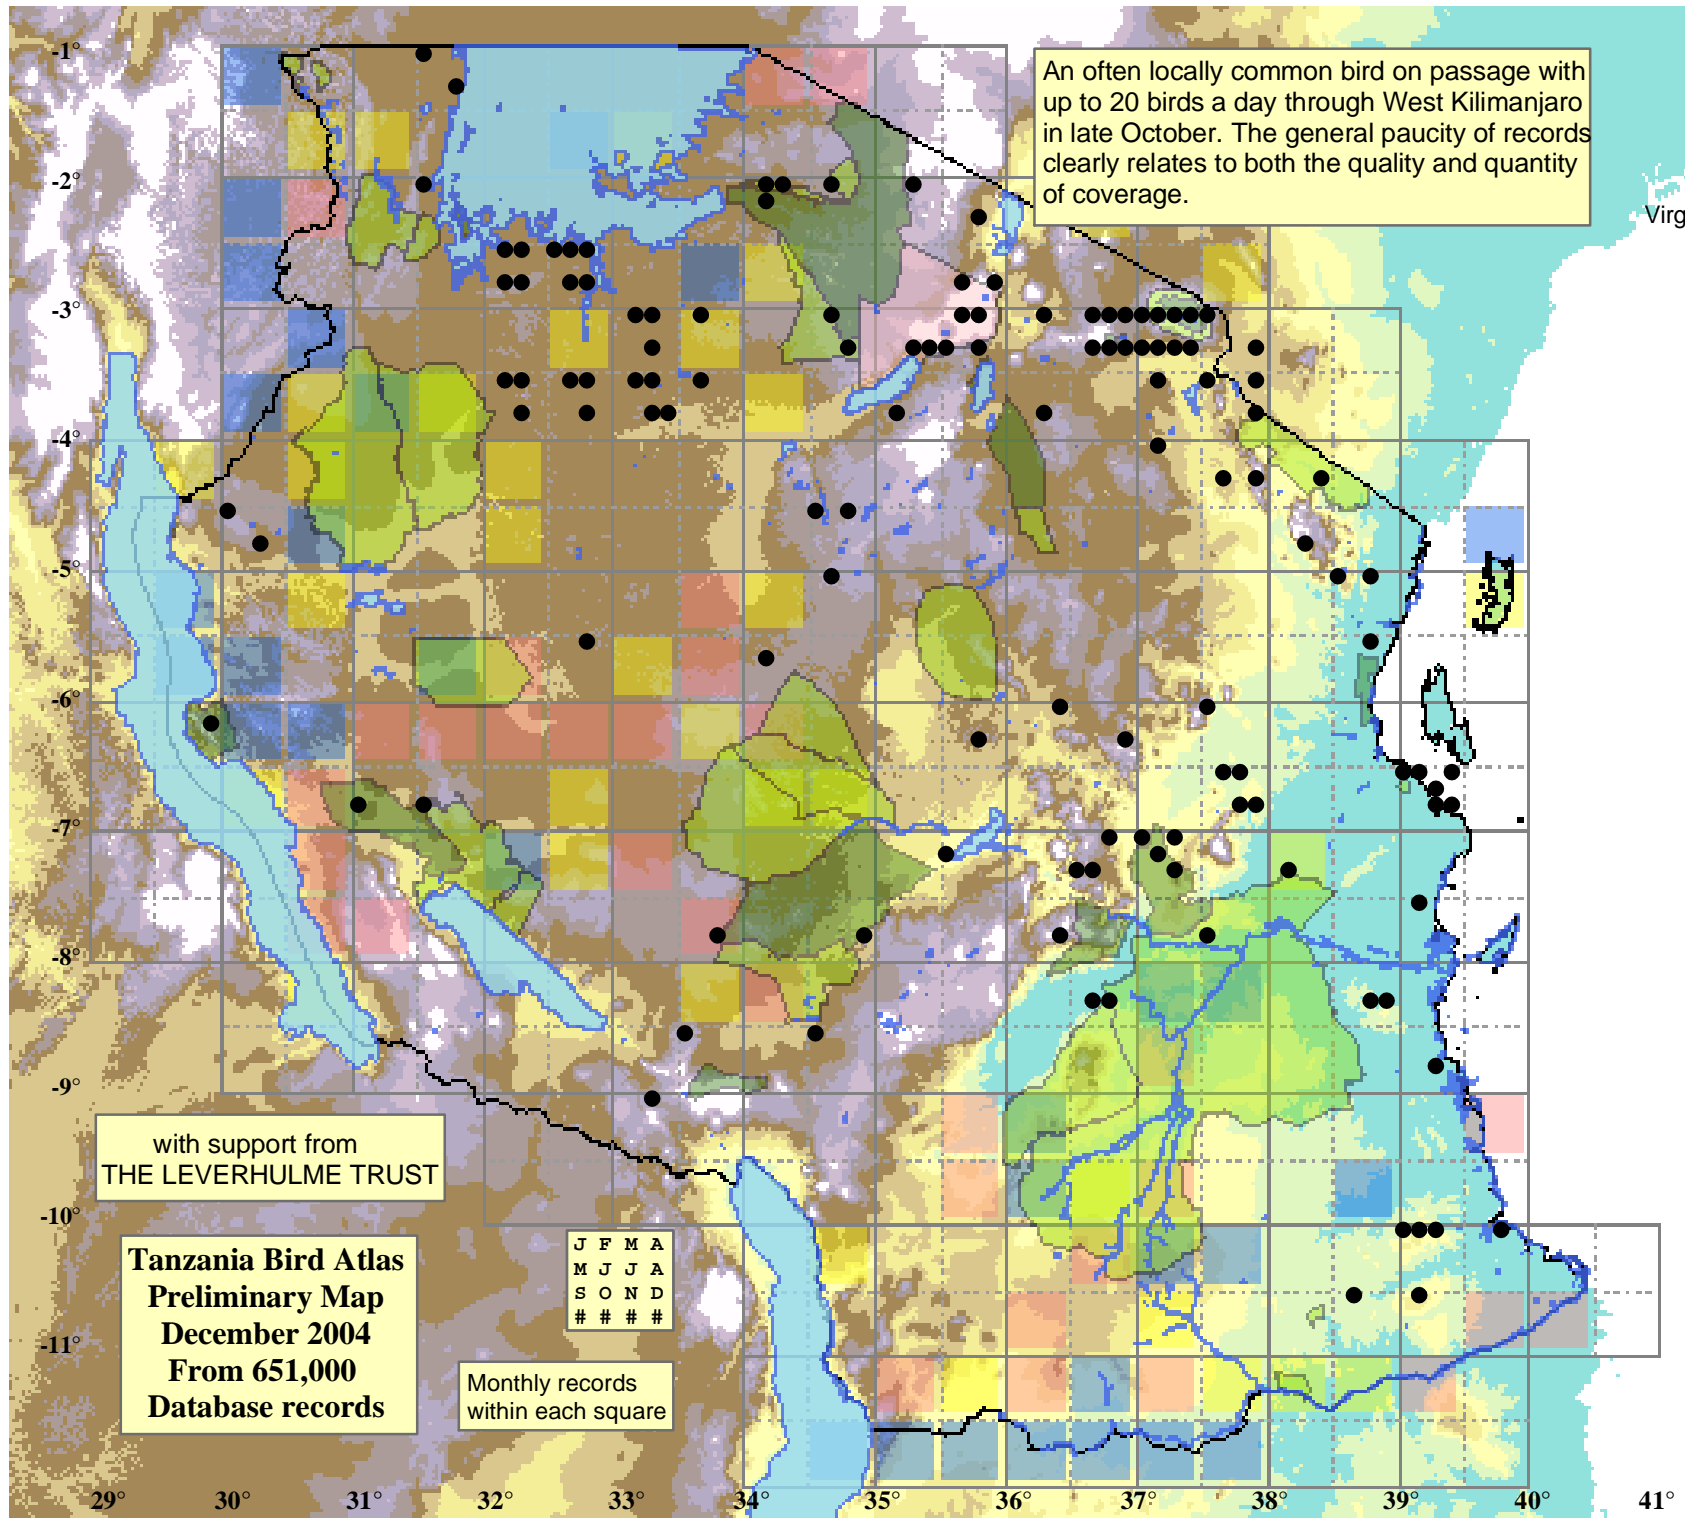 An often locally common bird on passage with
up to 20 birds a day through West Kilimanjaro
in late October. The general paucity of records
clearly relates to both the quality and quantity
of coverage.
Virg
-1°
-2°
-3°
-4°
-5°
-6°
-7°
-8°
-9°
-10°
-11°
with support from
THE LEVERHULME TRUST
Tanzania Bird Atlas
Preliminary Map
December 2004
From 651,000
Database records
J F M A
M J J A
S O N D
# # # #
Monthly records
within each square
29° 30° 31° 32° 33° 34° 35° 36° 37° 38° 39° 40° 41°